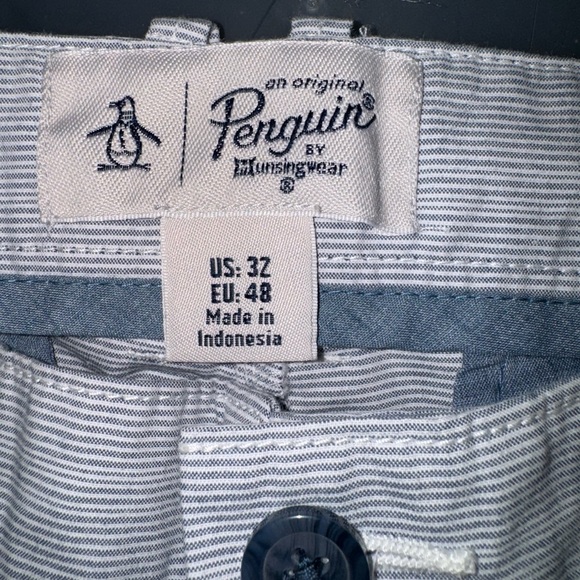 an original
Penguin®
BY
Munsingwear
®
US: 32
EU: 48
Made in
Indonesia